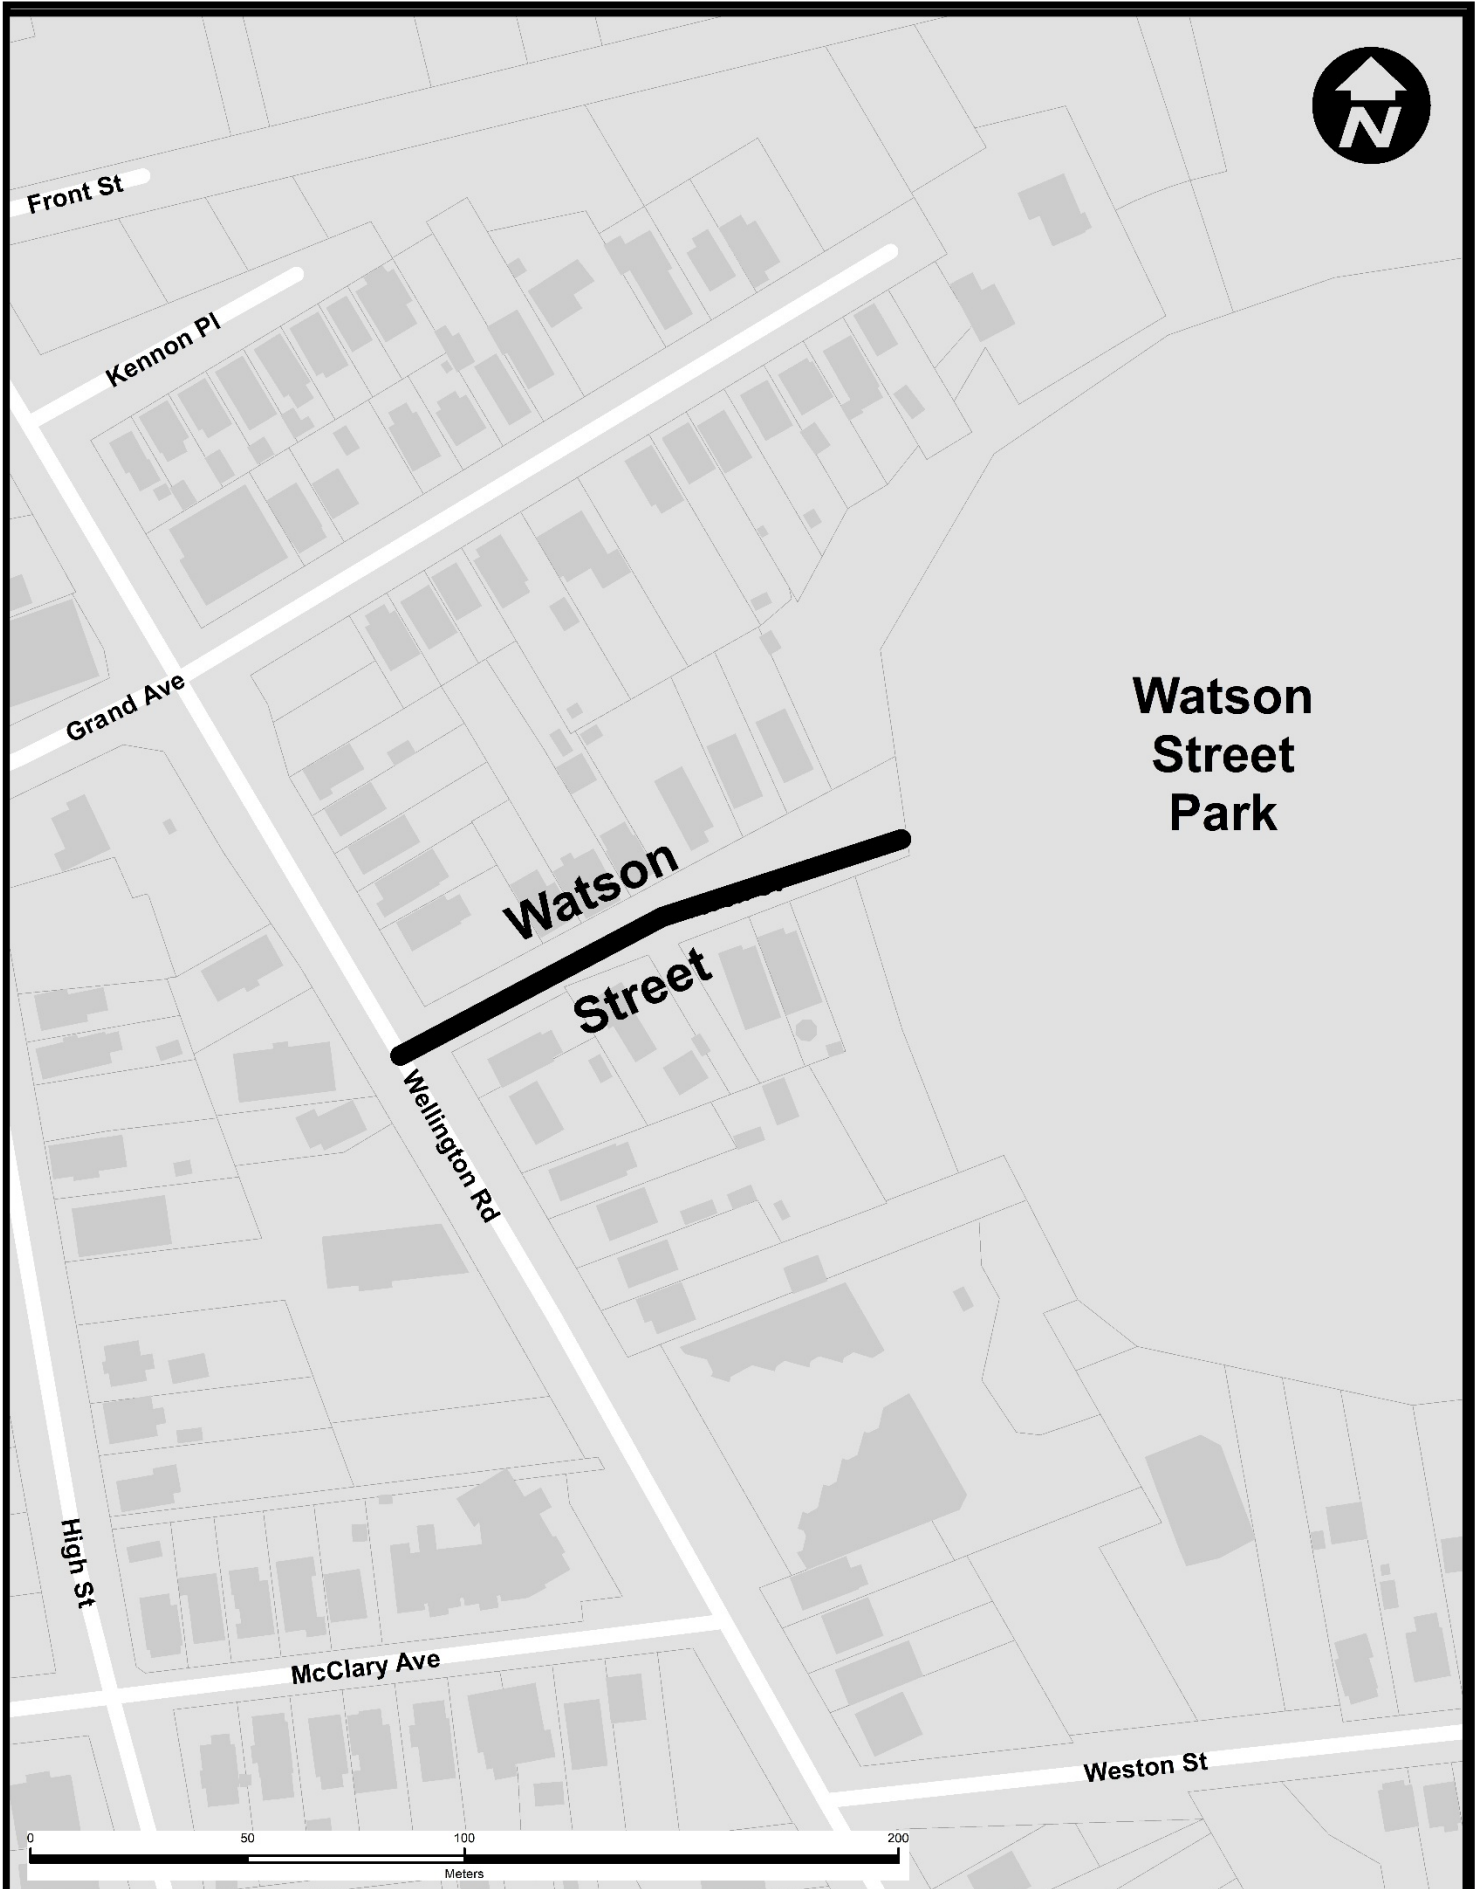 N
Front St
Kennon Pl
Grand Ave
Watson
Street
Park
Watson
Street
Wellington Rd
High St
McClary Ave
Weston St
0 50 100 200
Meters